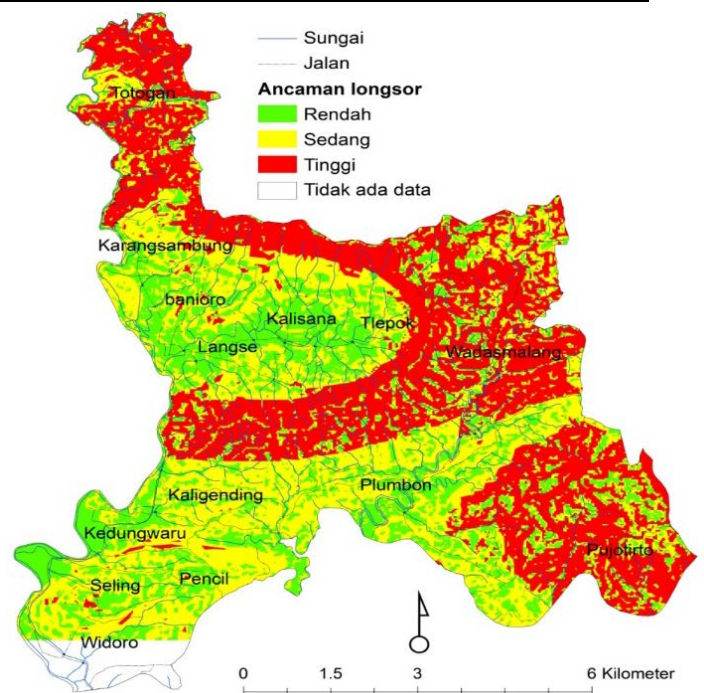 Sungai
Jalan
Ancaman longsor
Rendah
Sedang
Tinggi
Tidak ada data
Totogan
Karangsambung
banioro
Kalisana
Tlepok
Langse
Wadasmalang
Kaligending
Plumbon
Kedungwaru
Pujotirto
Seling
Pencil
Widoro
0 1.5 3 6 Kilometer